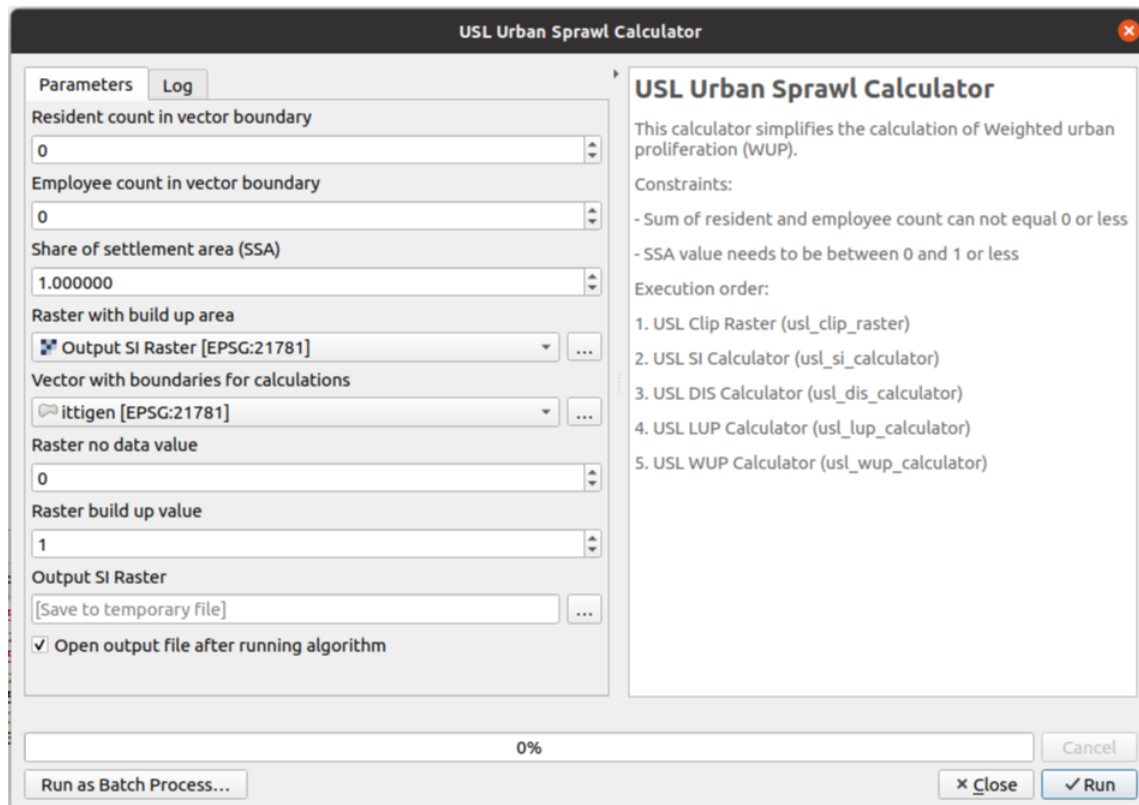 USL Urban Sprawl Calculator
Parameters
Log
Resident count in vector boundary
0
Employee count in vector boundary
0
Share of settlement area (SSA)
1.000000
Raster with build up area
Output SI Raster [EPSG:21781]
...
Vector with boundaries for calculations
ittigen [EPSG:21781]
...
Raster no data value
0
Raster build up value
1
Output SI Raster
[Save to temporary file]
...
Open output file after running algorithm
USL Urban Sprawl Calculator
This calculator simplifies the calculation of Weighted urban
proliferation (WUP).
Constraints:
- Sum of resident and employee count can not equal 0 or less
- SSA value needs to be between 0 and 1 or less
Execution order:
1. USL Clip Raster (usl_clip_raster)
2. USL SI Calculator (usl_si_calculator)
3. USL DIS Calculator (usl_dis_calculator)
4. USL LUP Calculator (usl_lup_calculator)
5. USL WUP Calculator (usl_wup_calculator)
0%
Cancel
Run as Batch Process...
Close
Run